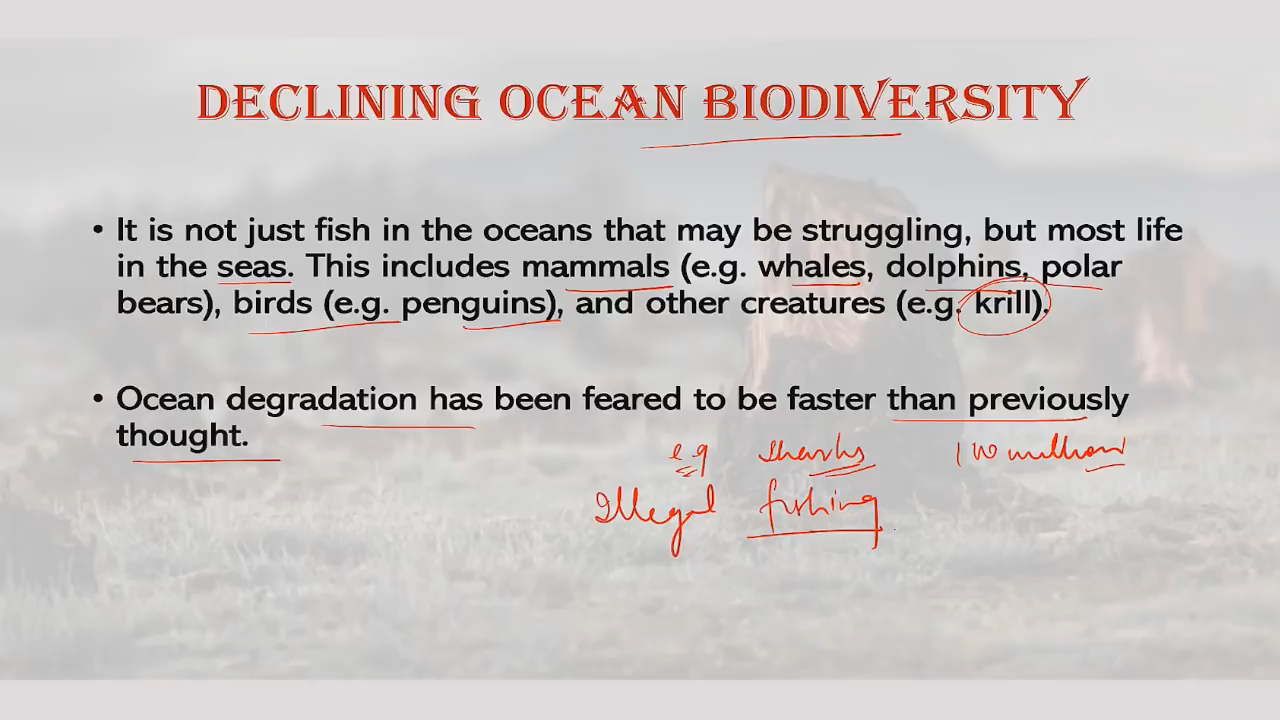 DECLINING OCEAN BIODIVERSITY
• It is not just fish in the oceans that may be struggling, but most life
in the seas. This includes mammals (e.g. whales, dolphins, polar
bears), birds (e.g. penguins), and other creatures (e.g. krill).
• Ocean degradation has been feared to be faster than previously
thought.
e.g sharks 100 million
Illegal fishing